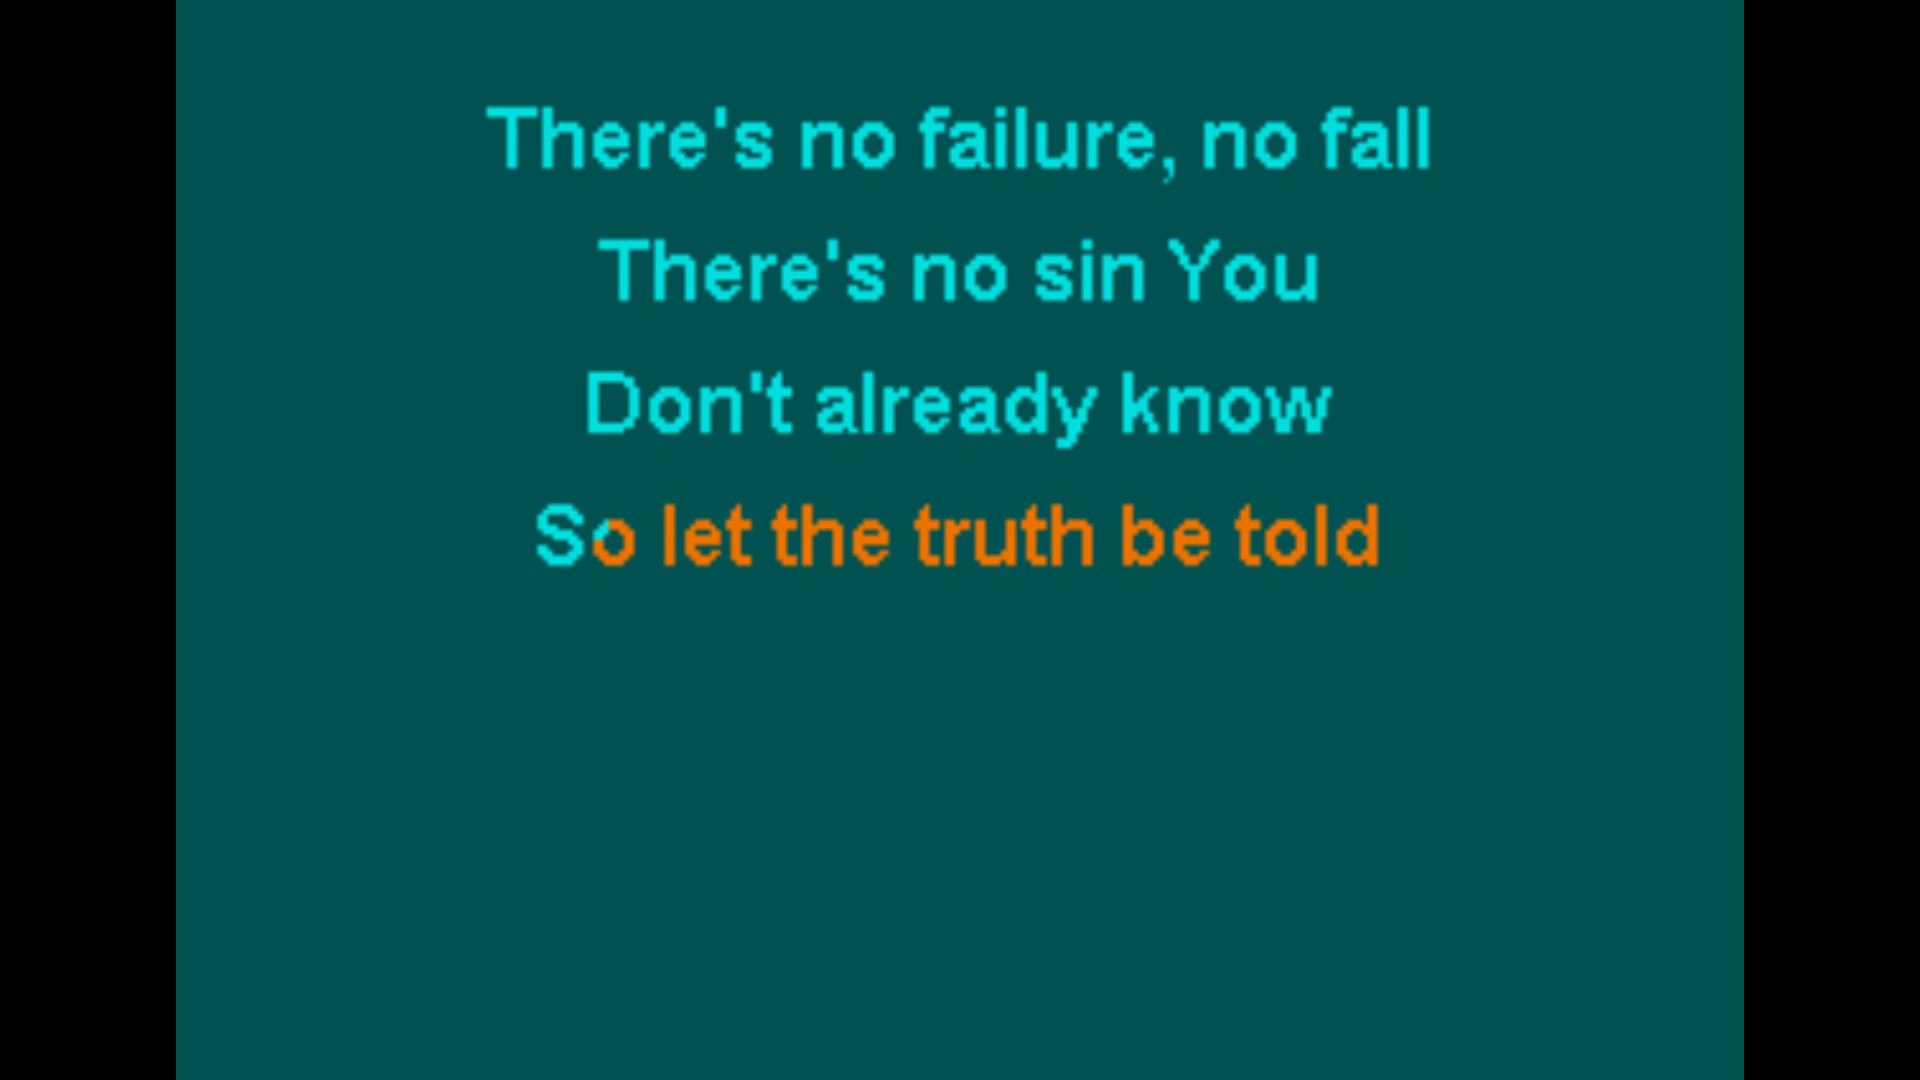 There's no failure, no fall
There's no sin You
Don't already know
So let the truth be told